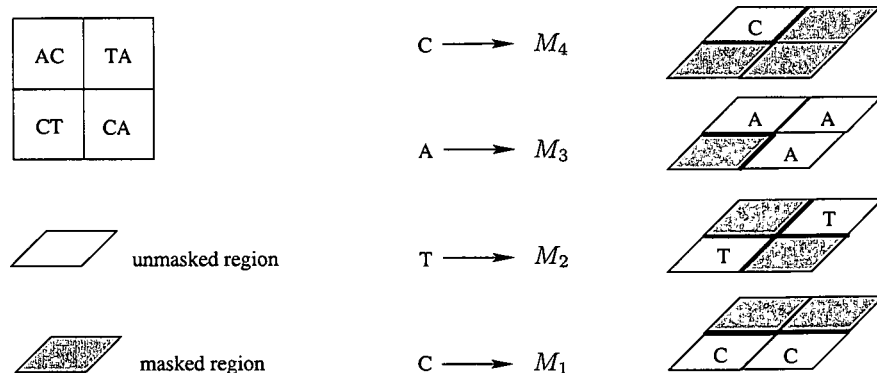 AC TA
CT CA
unmasked region
masked region
C ⟶ M₄
A ⟶ M₃
T ⟶ M₂
C ⟶ M₁
C
A A
A
T
T
C C